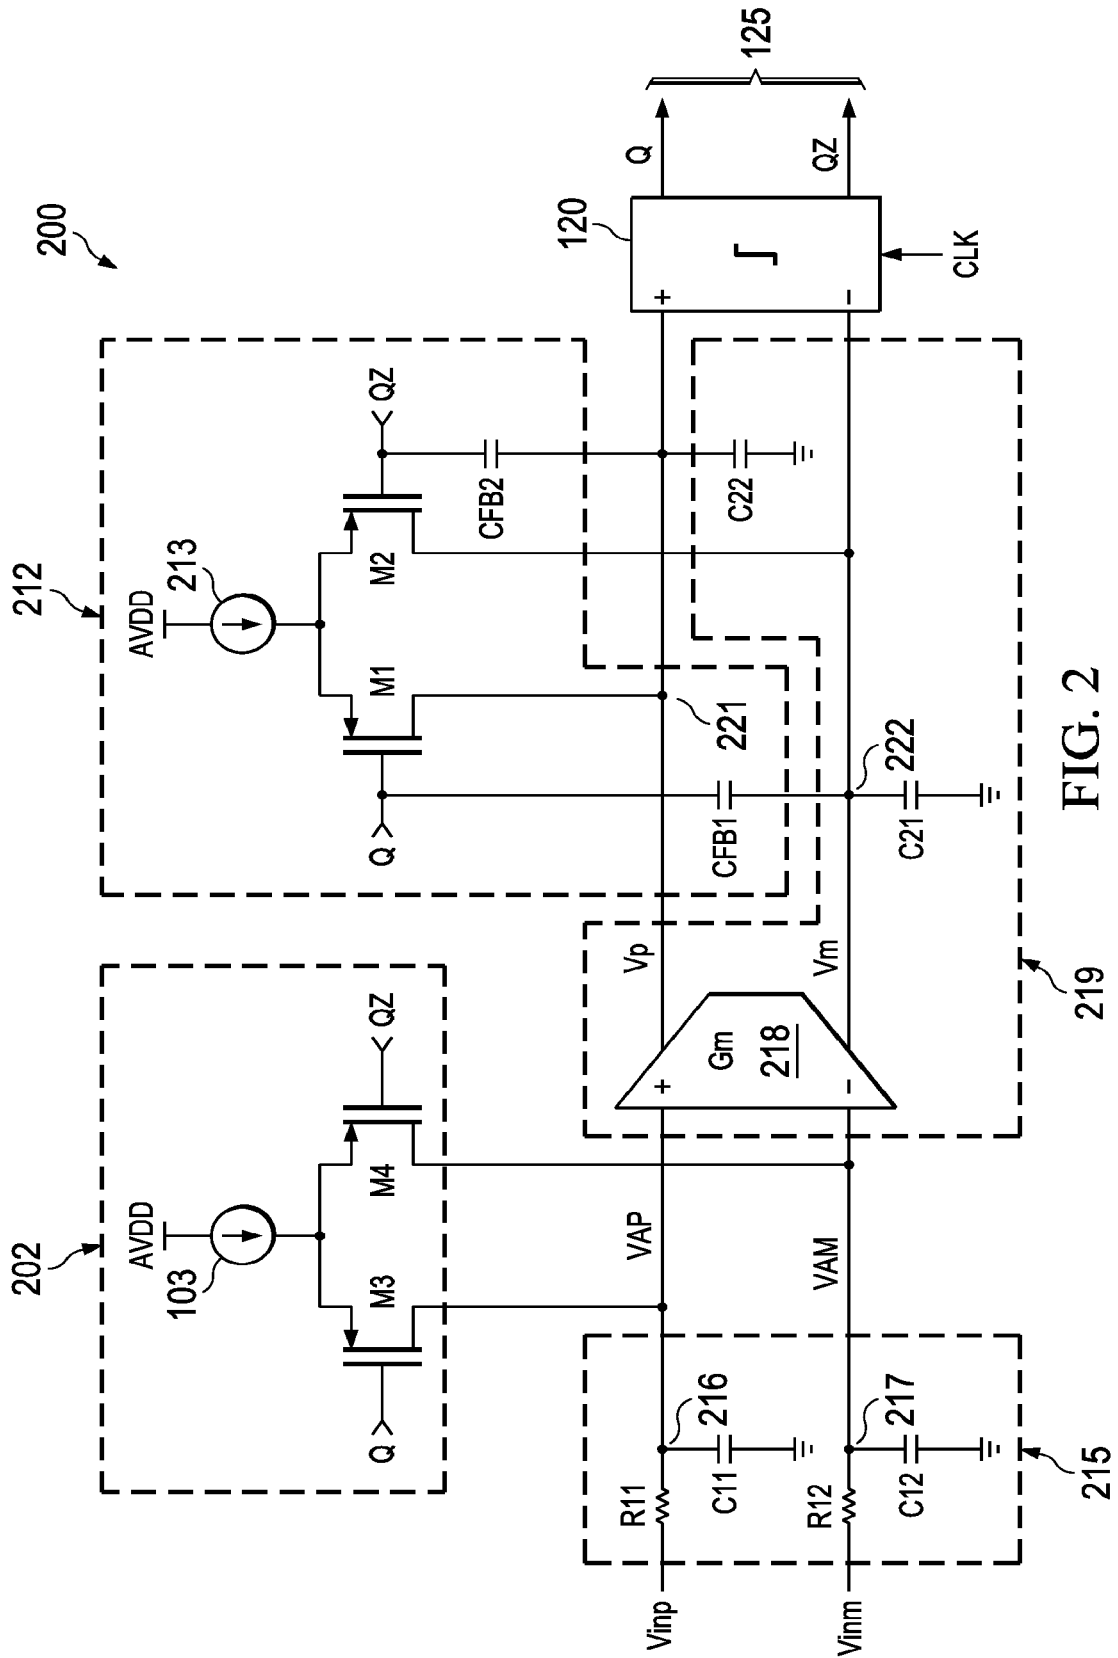 200
202
AVDD
103
M3
M4
Q
QZ
212
AVDD
213
M1
M2
Q
QZ
CFB1
CFB2
221
222
C22
C21
Vinp
Vinm
R11
R12
C11
C12
216
217
215
VAP
VAM
+
−
Gm
218
Vp
Vm
219
120
+
−
CLK
Q
QZ
125
FIG. 2